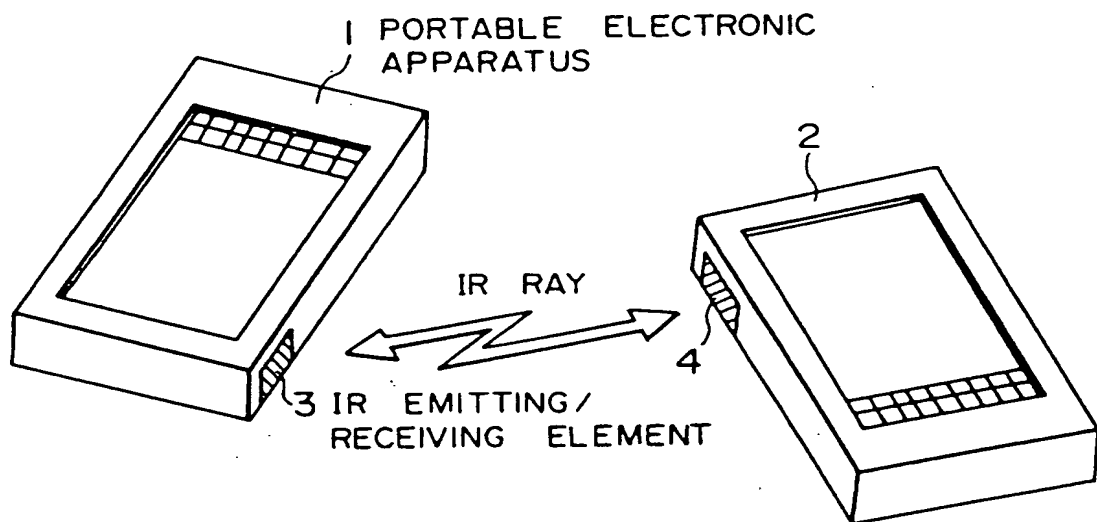 1 PORTABLE ELECTRONIC
APPARATUS
2
IR RAY
4
3 IR EMITTING/
RECEIVING ELEMENT